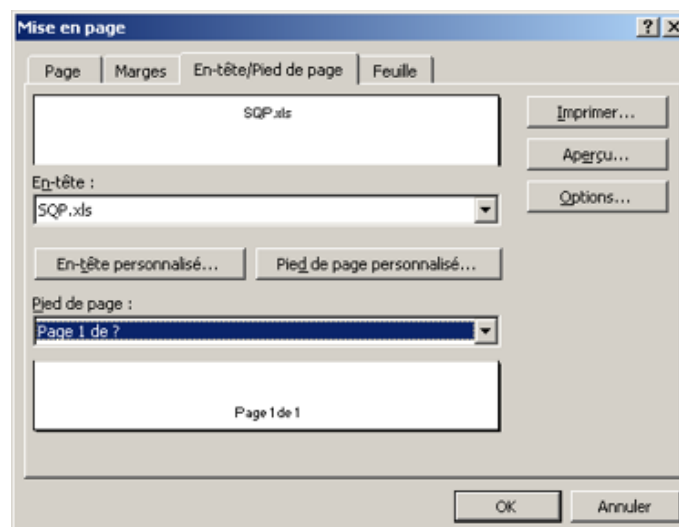 Mise en page
Page Marges En-tête/Pied de page Feuille
SQP.xls
Imprimer...
Aperçu...
Options...
En-tête :
SQP.xls
En-tête personnalisé... Pied de page personnalisé...
Pied de page :
Page 1 de ?
Page 1 de 1
OK Annuler